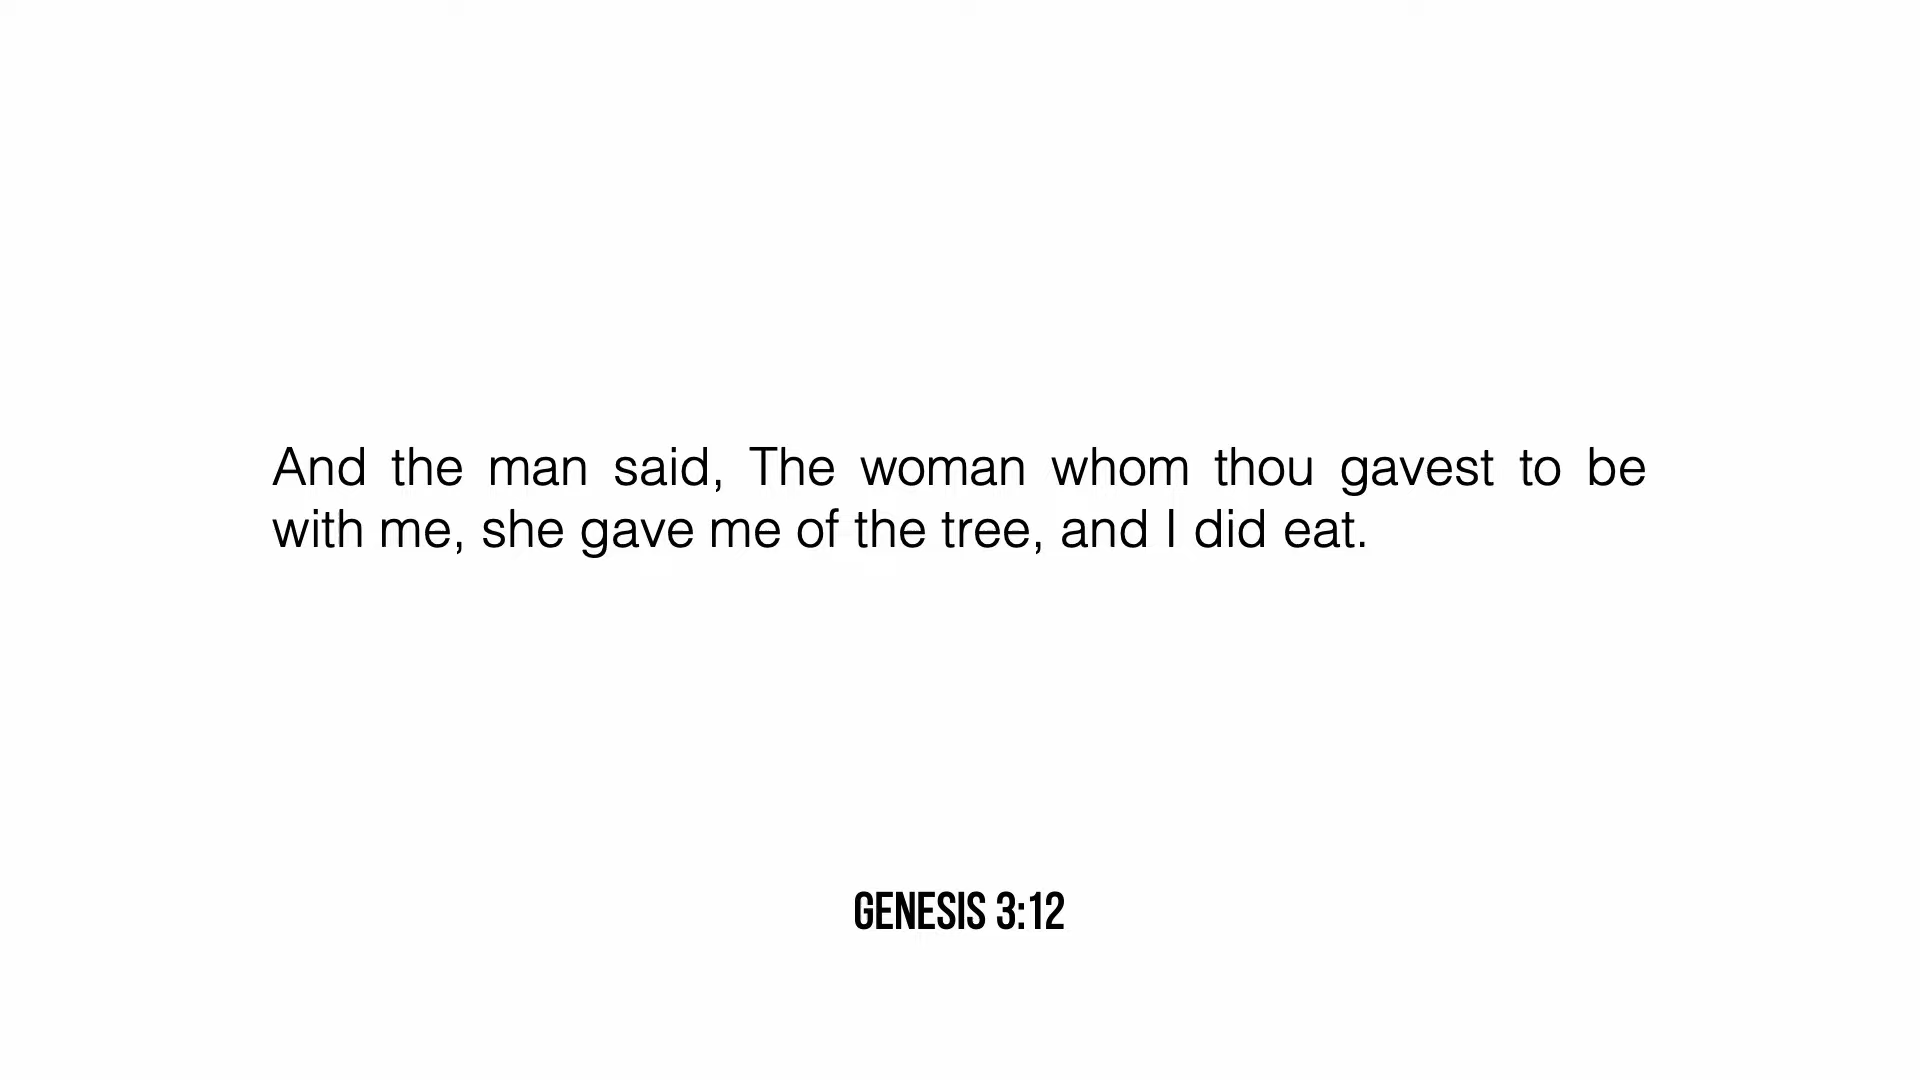 And the man said, The woman whom thou gavest to be
with me, she gave me of the tree, and I did eat.
GENESIS 3:12